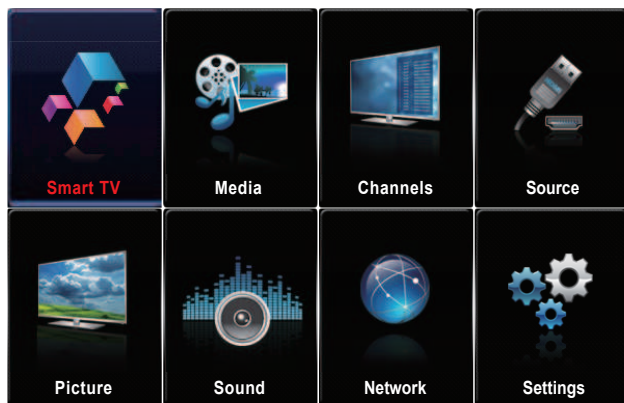 Smart TV
Media
Channels
Source
Picture
Sound
Network
Settings